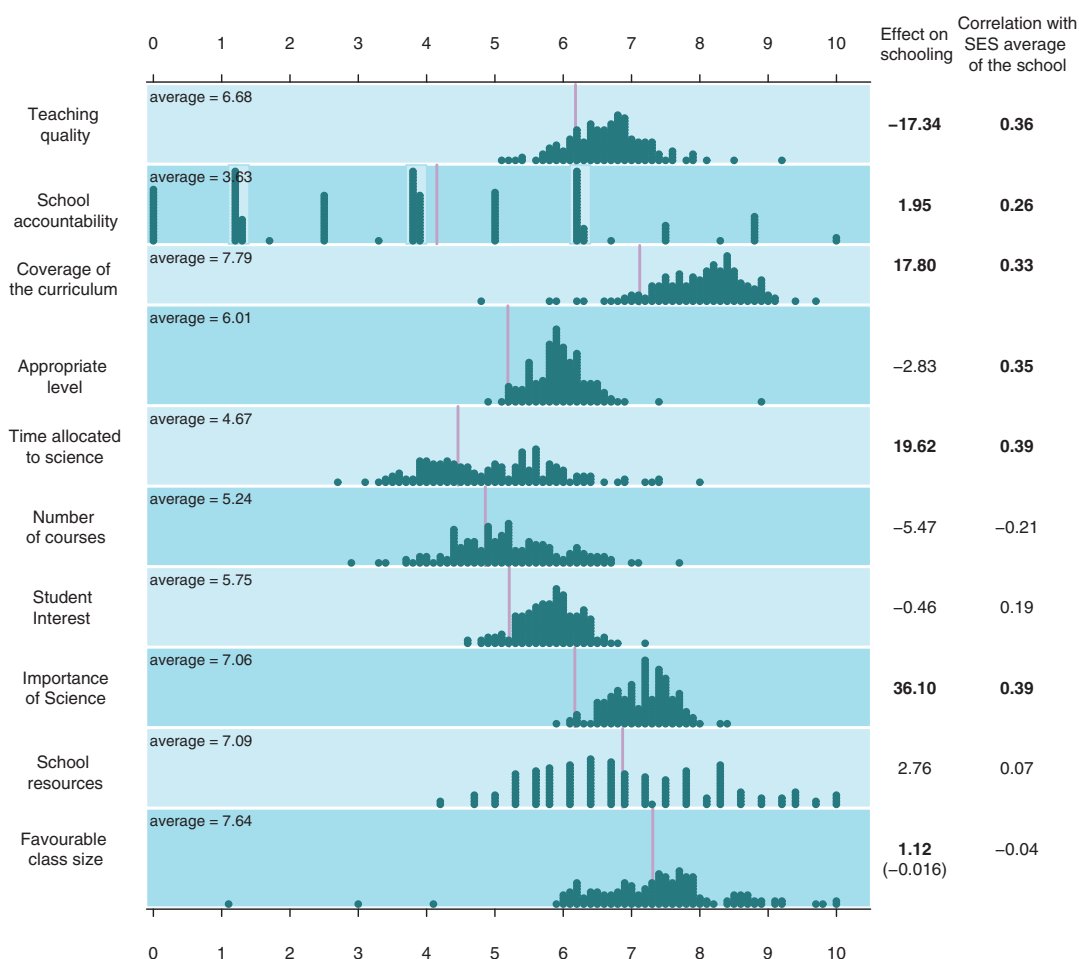 0 1 2 3 4 5 6 7 8 9 10
Effect on
schooling
Correlation with
SES average
of the school
Teaching
quality
average = 6.68
−17.34
0.36
School
accountability
average = 3.63
1.95
0.26
Coverage of
the curriculum
average = 7.79
17.80
0.33
Appropriate
level
average = 6.01
−2.83
0.35
Time allocated
to science
average = 4.67
19.62
0.39
Number
of courses
average = 5.24
−5.47
−0.21
Student
Interest
average = 5.75
−0.46
0.19
Importance
of Science
average = 7.06
36.10
0.39
School
resources
average = 7.09
2.76
0.07
Favourable
class size
average = 7.64
1.12
(−0.016)
−0.04
0 1 2 3 4 5 6 7 8 9 10